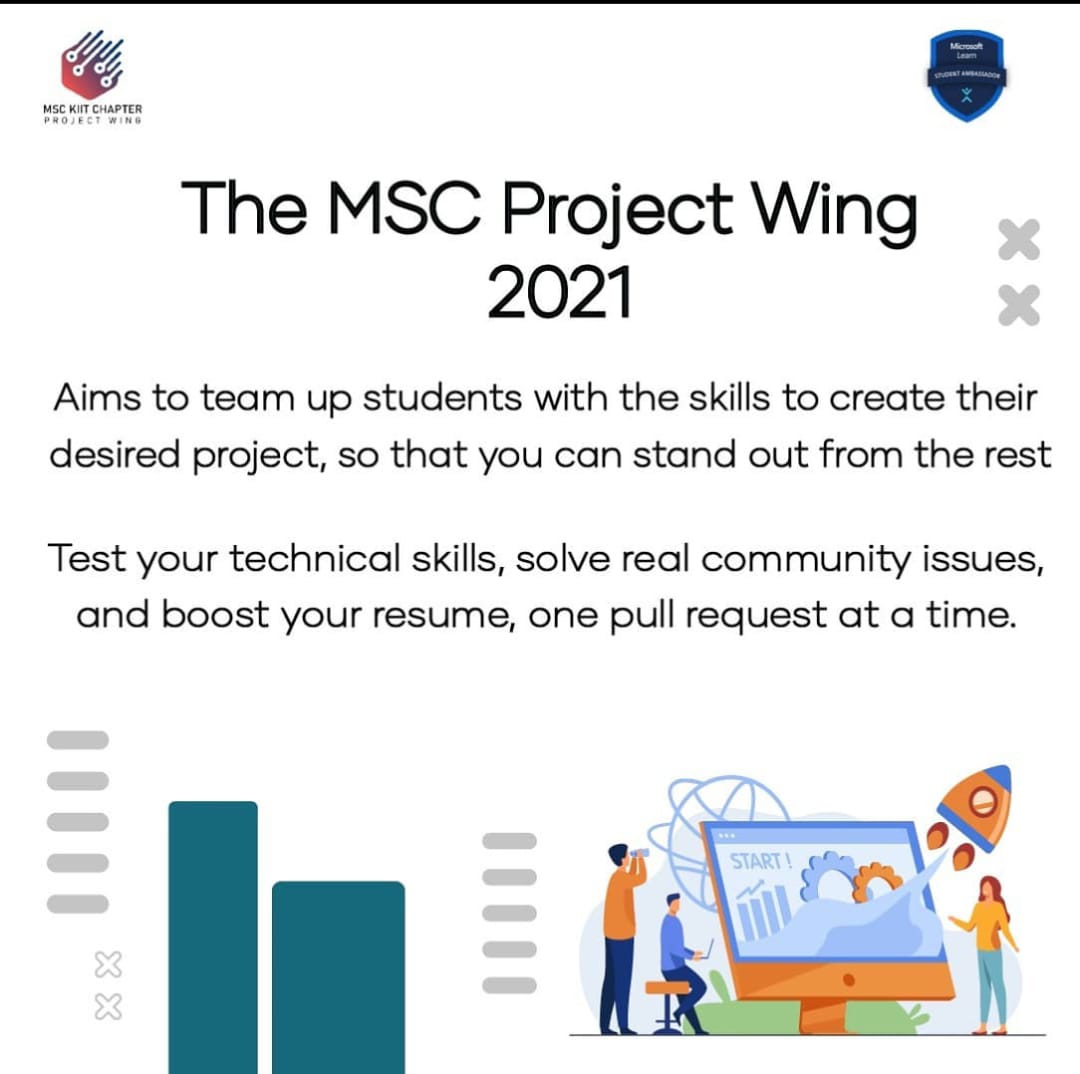 MSC KIIT CHAPTER
PROJECT WING
Microsoft
Learn
STUDENT AMBASSADOR
The MSC Project Wing
2021
Aims to team up students with the skills to create their
desired project, so that you can stand out from the rest
Test your technical skills, solve real community issues,
and boost your resume, one pull request at a time.
START !